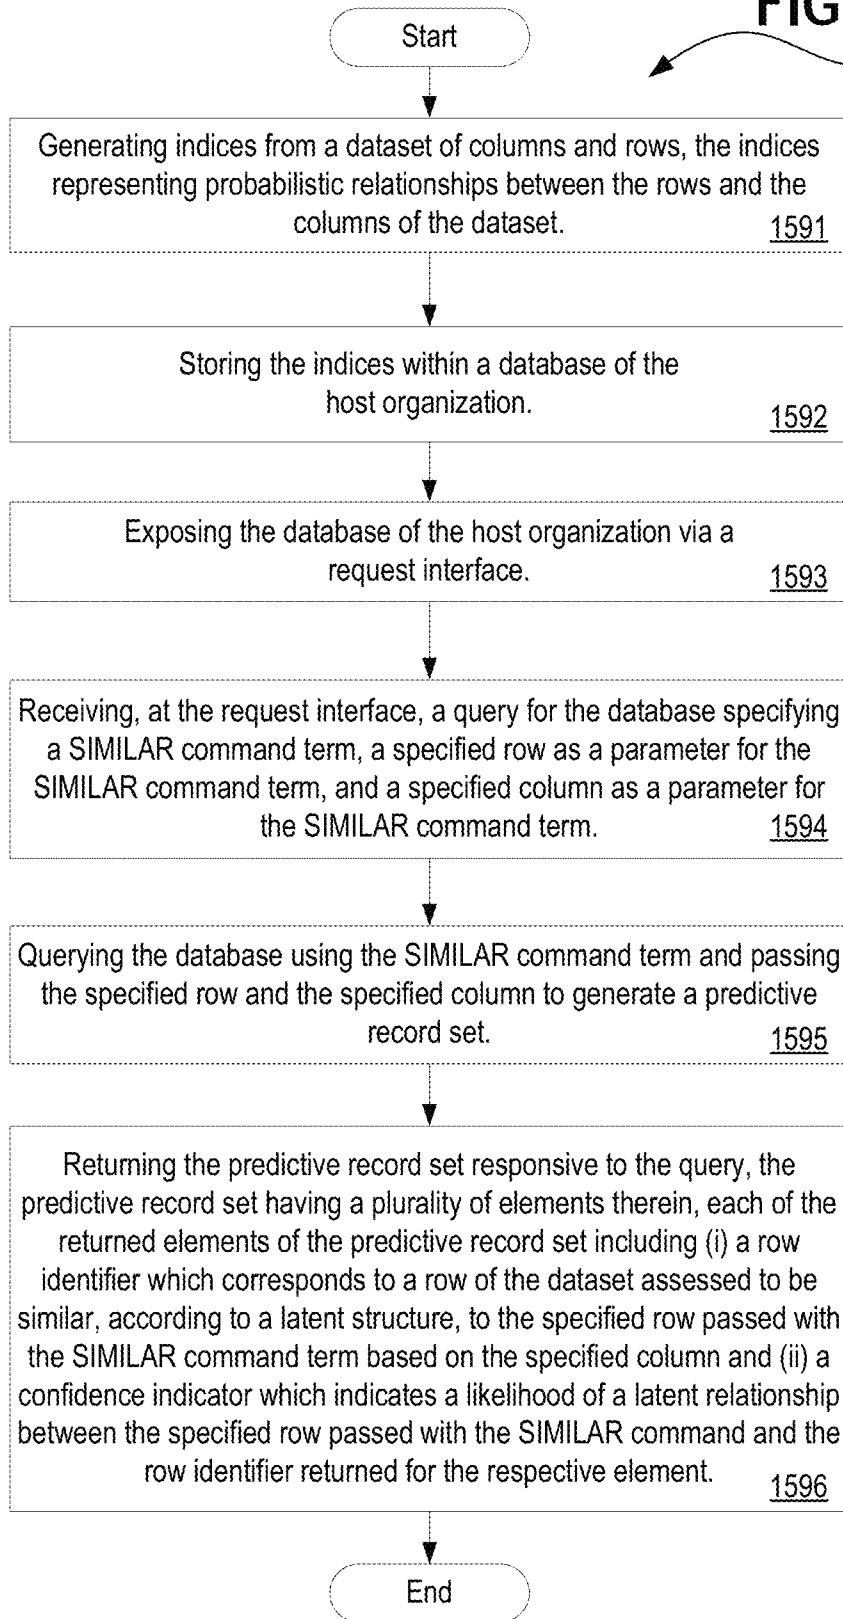 FIG
Start
Generating indices from a dataset of columns and rows, the indices
representing probabilistic relationships between the rows and the
columns of the dataset.
1591
Storing the indices within a database of the
host organization.
1592
Exposing the database of the host organization via a
request interface.
1593
Receiving, at the request interface, a query for the database specifying
a SIMILAR command term, a specified row as a parameter for the
SIMILAR command term, and a specified column as a parameter for
the SIMILAR command term.
1594
Querying the database using the SIMILAR command term and passing
the specified row and the specified column to generate a predictive
record set.
1595
Returning the predictive record set responsive to the query, the
predictive record set having a plurality of elements therein, each of the
returned elements of the predictive record set including (i) a row
identifier which corresponds to a row of the dataset assessed to be
similar, according to a latent structure, to the specified row passed with
the SIMILAR command term based on the specified column and (ii) a
confidence indicator which indicates a likelihood of a latent relationship
between the specified row passed with the SIMILAR command and the
row identifier returned for the respective element.
1596
End